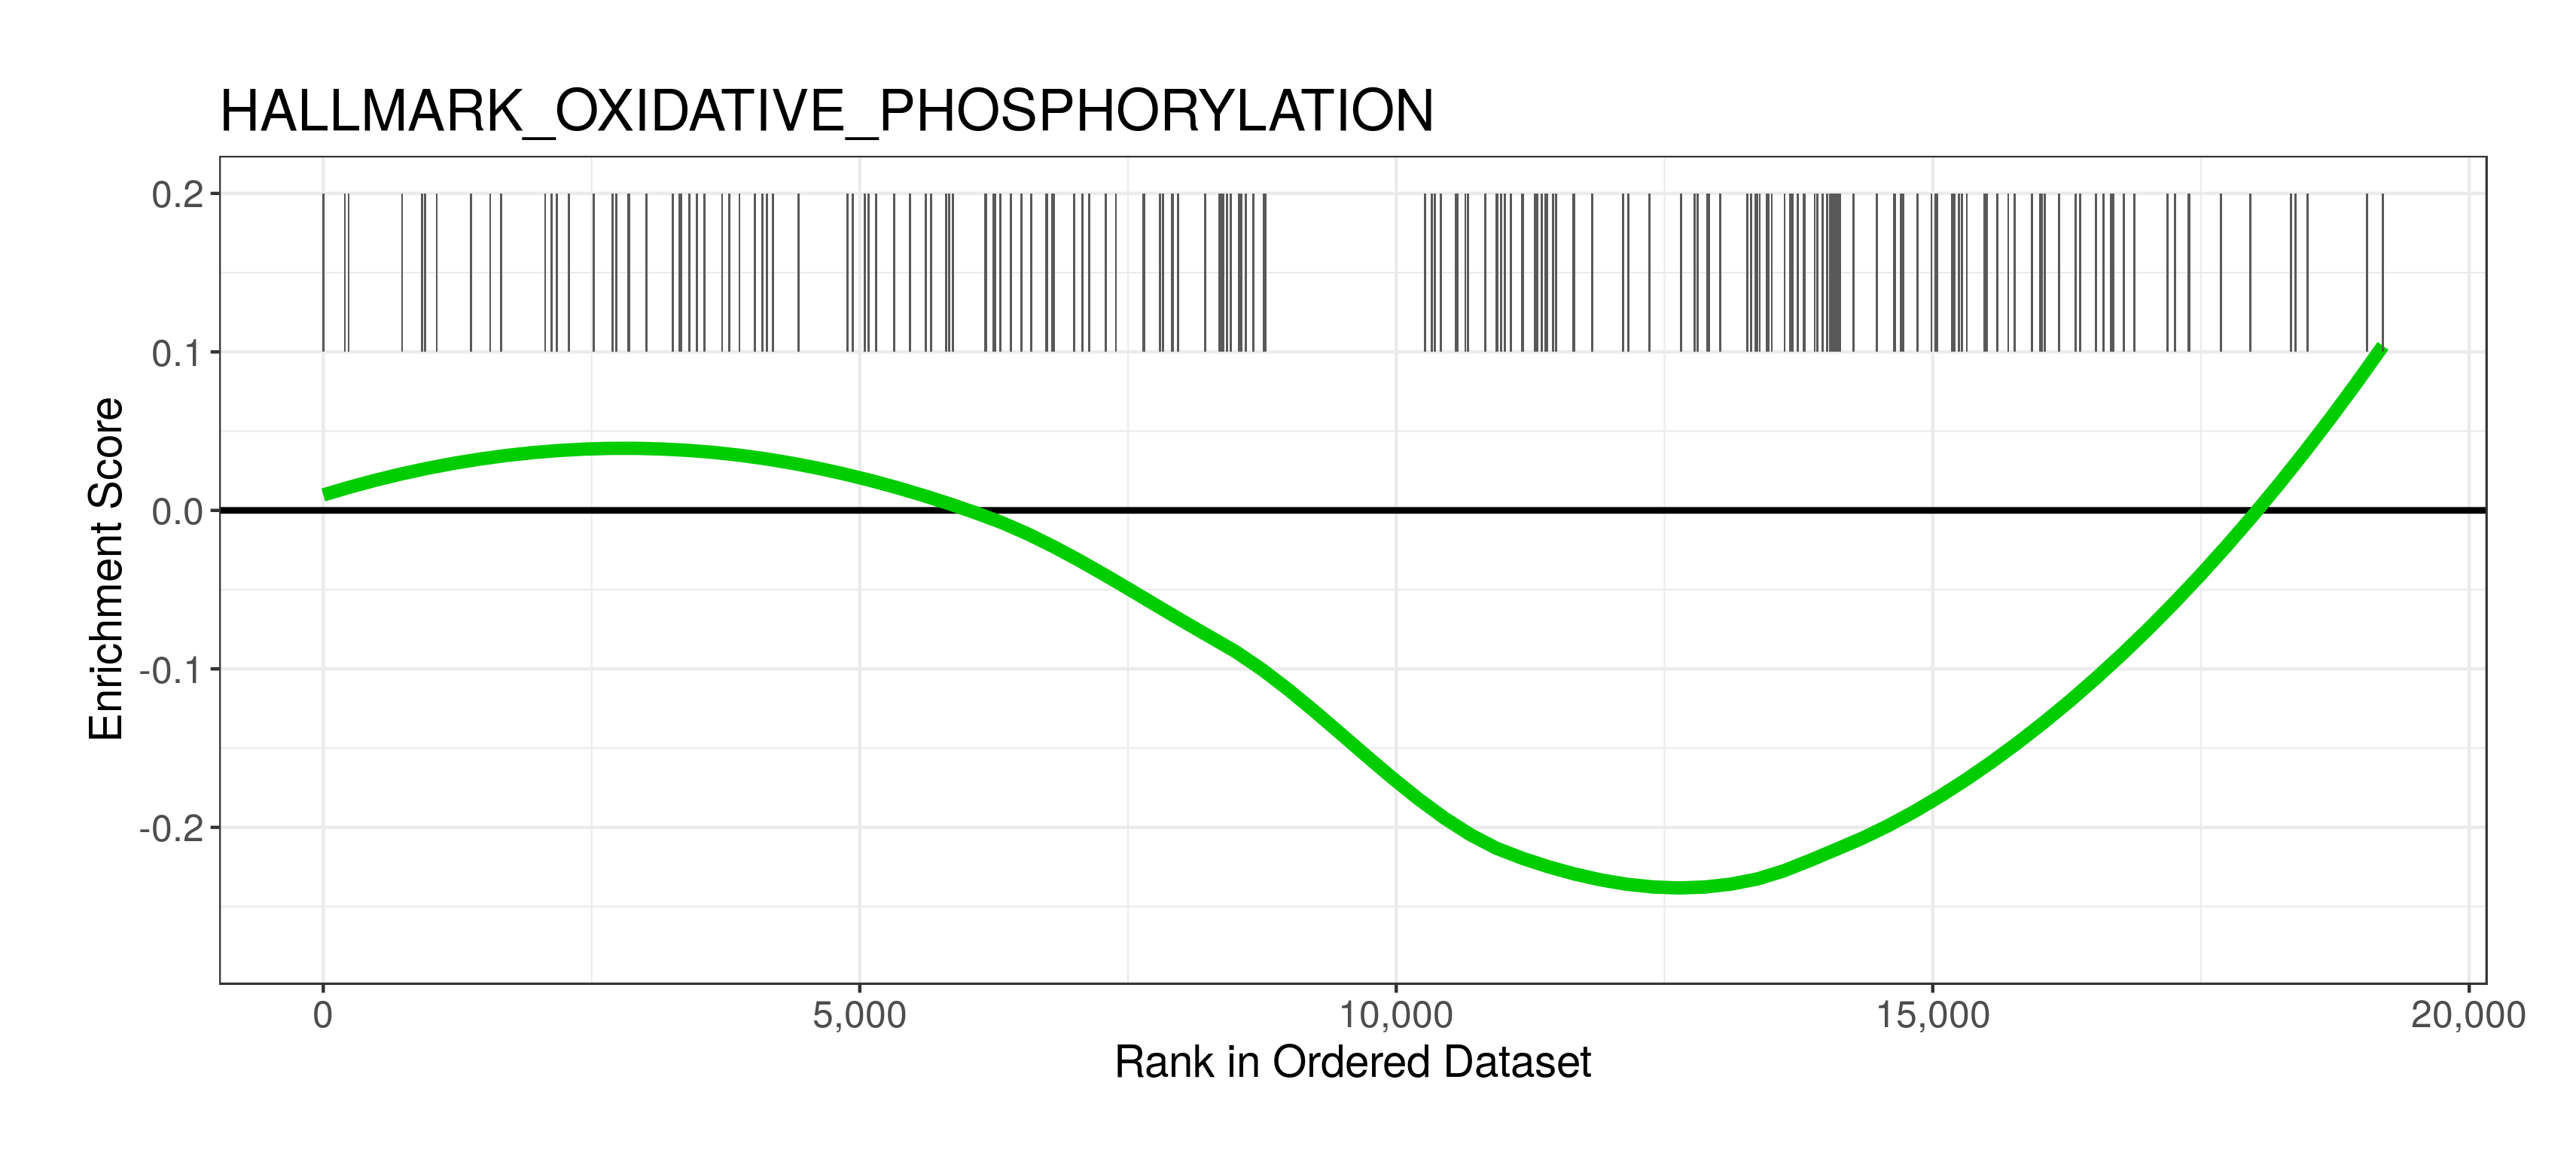 HALLMARK_OXIDATIVE_PHOSPHORYLATION
Enrichment Score
0.2
0.1
0.0
-0.1
-0.2
0 5,000 10,000 15,000 20,000
Rank in Ordered Dataset